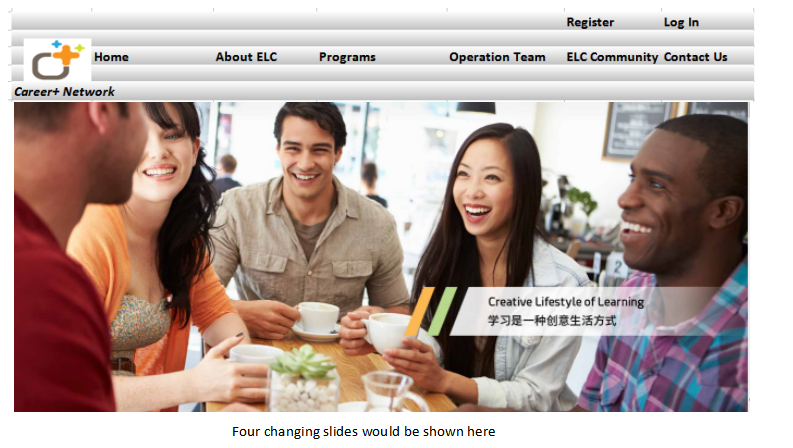 Register Log In
Home About ELC Programs Operation Team ELC Community Contact Us
Career+ Network
Creative Lifestyle of Learning
学习是一种创意生活方式
Four changing slides would be shown here